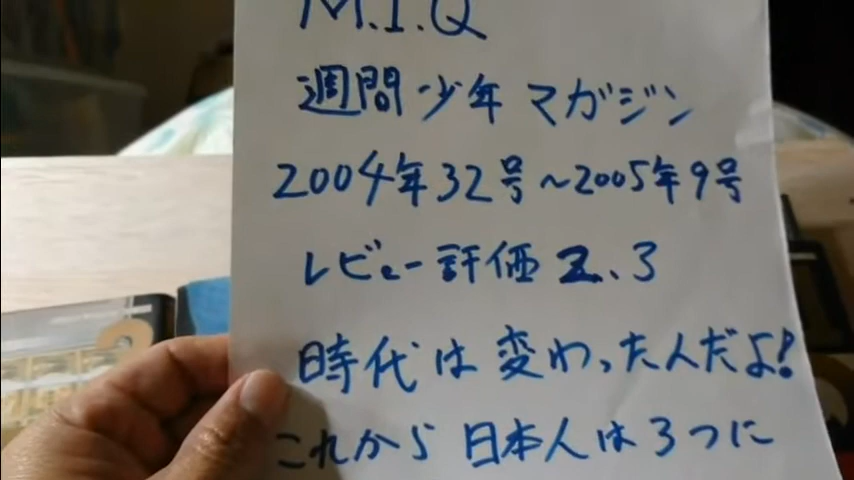 M.I.Q
週間少年マガジン
2004年32号～2005年9号
レビュー評価 2.3
時代は変わった人だよ!
これから日本人は3つに